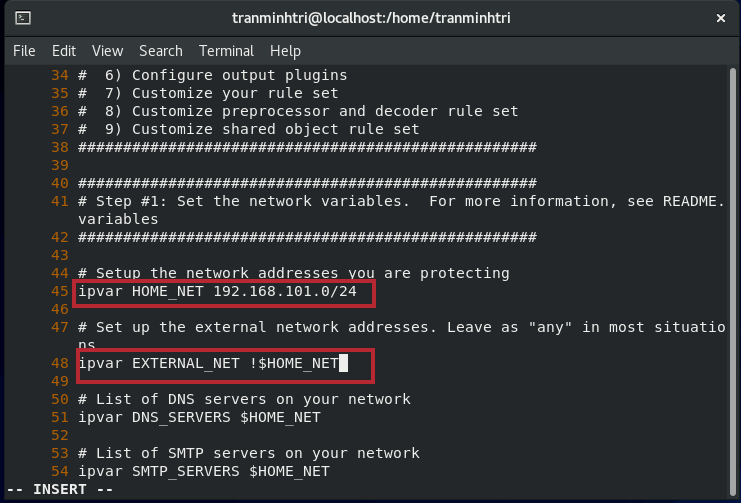 tranminhtri@localhost:/home/tranminhtri ×
File Edit View Search Terminal Help
34 #  6) Configure output plugins
35 #  7) Customize your rule set
36 #  8) Customize preprocessor and decoder rule set
37 #  9) Customize shared object rule set
38 ###################################################
39
40 ###################################################
41 # Step #1: Set the network variables.  For more information, see README.
variables
42 ###################################################
43
44 # Setup the network addresses you are protecting
45 ipvar HOME_NET 192.168.101.0/24
46
47 # Set up the external network addresses. Leave as "any" in most situatio
ns
48 ipvar EXTERNAL_NET !$HOME_NET
49
50 # List of DNS servers on your network
51 ipvar DNS_SERVERS $HOME_NET
52
53 # List of SMTP servers on your network
54 ipvar SMTP_SERVERS $HOME_NET
-- INSERT --